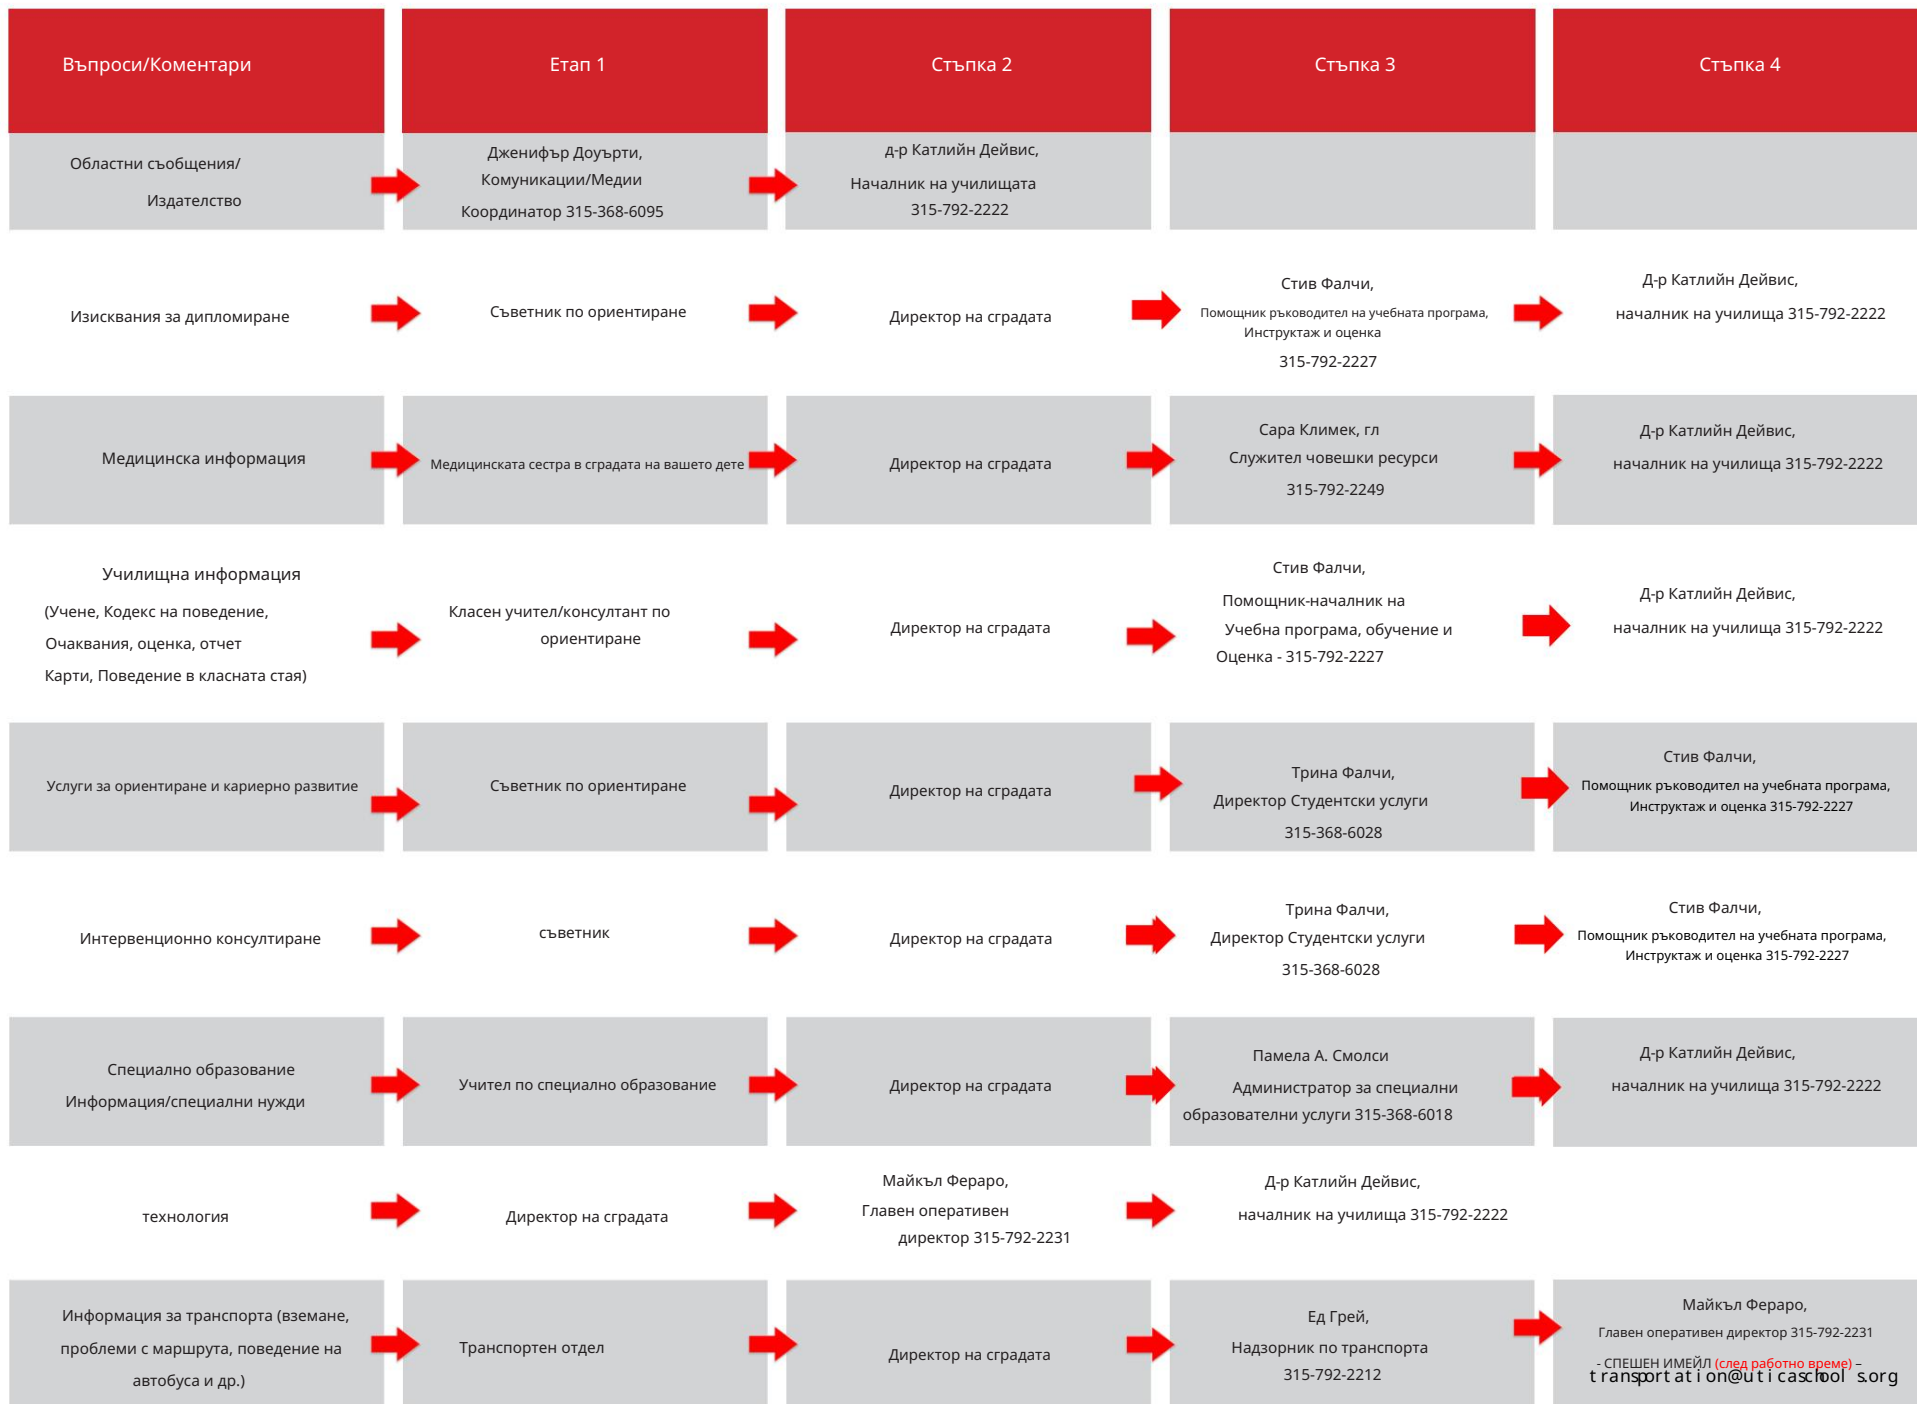 Въпроси/Коментари
Етап 1
Стъпка 2
Стъпка 3
Стъпка 4
Областни съобщения/
Издателство
Дженифър Доуърти,
Комуникации/Медии
Координатор 315-368-6095
д-р Катлийн Дейвис,
Началник на училищата
315-792-2222
Изисквания за дипломиране
Съветник по ориентиране
Директор на сградата
Стив Фалчи,
Помощник ръководител на учебната програма,
Инструктаж и оценка
315-792-2227
Д-р Катлийн Дейвис,
началник на училища 315-792-2222
Медицинска информация
Медицинската сестра в сградата на вашето дете
Директор на сградата
Сара Климек, гл
Служител човешки ресурси
315-792-2249
Д-р Катлийн Дейвис,
началник на училища 315-792-2222
Училищна информация
(Учене, Кодекс на поведение,
Очаквания, оценка, отчет
Карти, Поведение в класната стая)
Класен учител/консултант по
ориентиране
Директор на сградата
Стив Фалчи,
Помощник-началник на
Учебна програма, обучение и
Оценка - 315-792-2227
Д-р Катлийн Дейвис,
началник на училища 315-792-2222
Услуги за ориентиране и кариерно развитие
Съветник по ориентиране
Директор на сградата
Трина Фалчи,
Директор Студентски услуги
315-368-6028
Стив Фалчи,
Помощник ръководител на учебната програма,
Инструктаж и оценка 315-792-2227
Интервенционно консултиране
съветник
Директор на сградата
Трина Фалчи,
Директор Студентски услуги
315-368-6028
Стив Фалчи,
Помощник ръководител на учебната програма,
Инструктаж и оценка 315-792-2227
Специално образование
Информация/специални нужди
Учител по специално образование
Директор на сградата
Памела А. Смолси
Администратор за специални
образователни услуги 315-368-6018
Д-р Катлийн Дейвис,
началник на училища 315-792-2222
технология
Директор на сградата
Майкъл Фераро,
Главен оперативен
директор 315-792-2231
Д-р Катлийн Дейвис,
началник на училища 315-792-2222
Информация за транспорта (вземане,
проблеми с маршрута, поведение на
автобуса и др.)
Транспортен отдел
Директор на сградата
Ед Грей,
Надзорник по транспорта
315-792-2212
Майкъл Фераро,
Главен оперативен директор 315-792-2231
- СПЕШЕН ИМЕЙЛ (след работно време) –
transportation@uticaschools.org